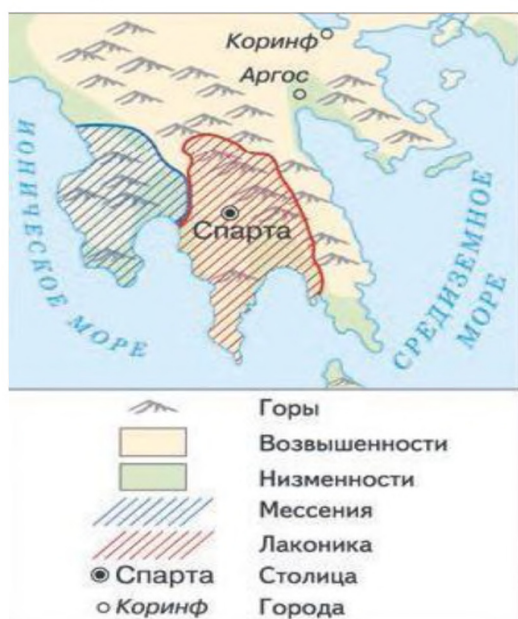 Коринф
Аргос
ИОНИЧЕСКОЕ МОРЕ
Спарта
СРЕДИЗЕМНОЕ
МОРЕ
Горы
Возвышенности
Низменности
Мессения
Лаконика
Спарта Столица
Коринф Города